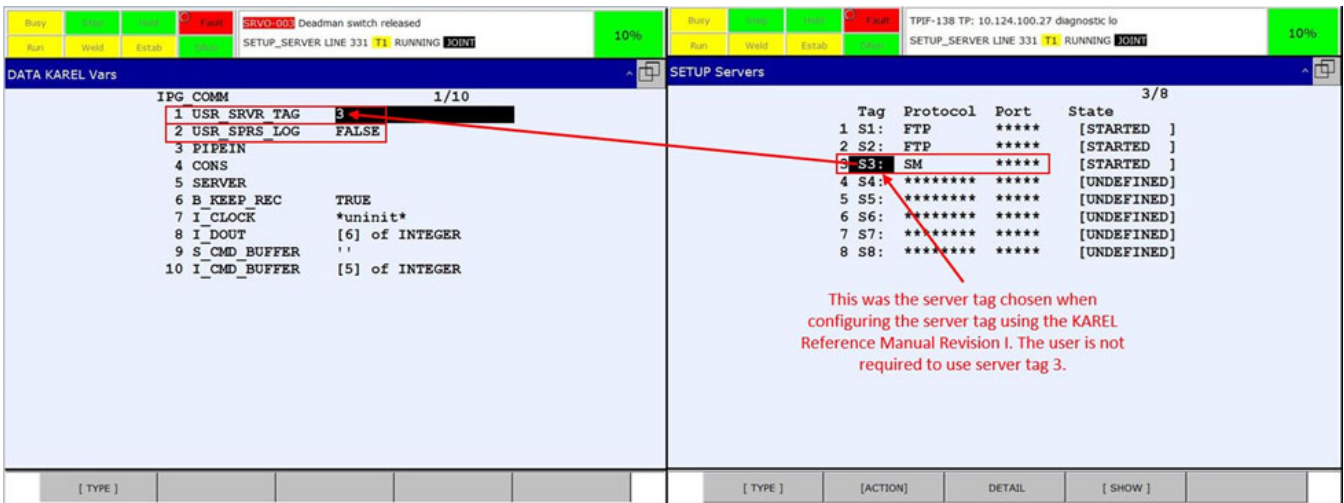 Busy Step Hold Fault
Run Weld Estab
SRVO-003 Deadman switch released
SETUP_SERVER LINE 331 T1 RUNNING JOINT
10%
DATA KAREL Vars
IPG_COMM 1/10
1 USR_SRVR_TAG 3
2 USR_SPRS_LOG FALSE
3 PIPEIN
4 CONS
5 SERVER
6 B_KEEP_REC TRUE
7 I_CLOCK *uninit*
8 I_DOUT [6] of INTEGER
9 S_CMD_BUFFER ''
10 I_CMD_BUFFER [5] of INTEGER
[ TYPE ]
Busy Step Hold Fault
Run Weld Estab
TPIF-138 TP: 10.124.100.27 diagnostic lo
SETUP_SERVER LINE 331 T1 RUNNING JOINT
10%
SETUP Servers
3/8
Tag Protocol Port State
1 S1: FTP ***** [STARTED ]
2 S2: FTP ***** [STARTED ]
3 S3: SM ***** [STARTED ]
4 S4: ******** ***** [UNDEFINED]
5 S5: ******** ***** [UNDEFINED]
6 S6: ******** ***** [UNDEFINED]
7 S7: ******** ***** [UNDEFINED]
8 S8: ******** ***** [UNDEFINED]
This was the server tag chosen when
configuring the server tag using the KAREL
Reference Manual Revision I. The user is not
required to use server tag 3.
[ TYPE ] [ACTION] DETAIL [ SHOW ]